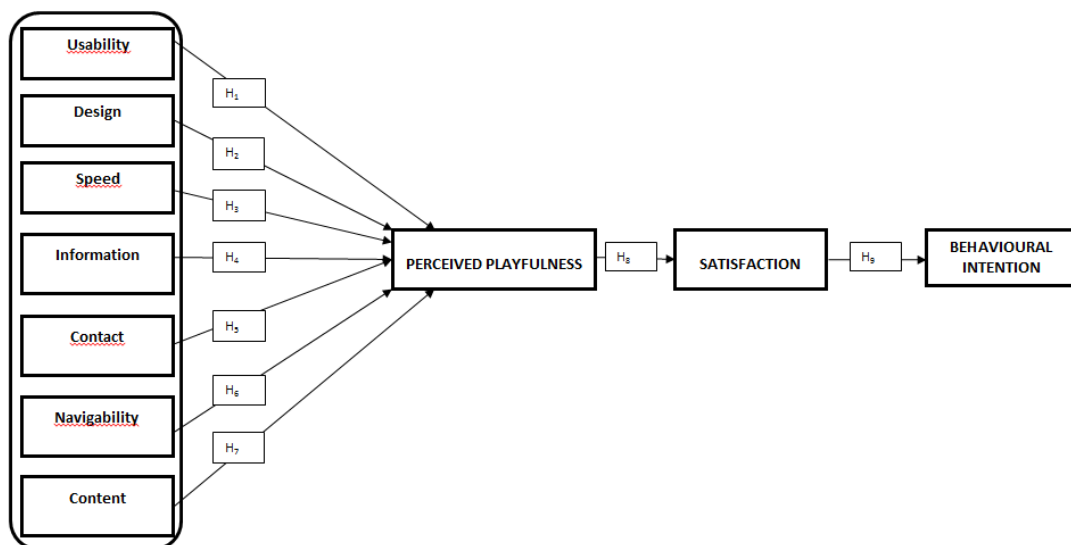 Usability
H₁
Design
H₂
Speed
H₃
Information
H₄
Contact
H₅
Navigability
H₆
Content
H₇
PERCEIVED PLAYFULNESS
H₈
SATISFACTION
H₉
BEHAVIOURAL
INTENTION